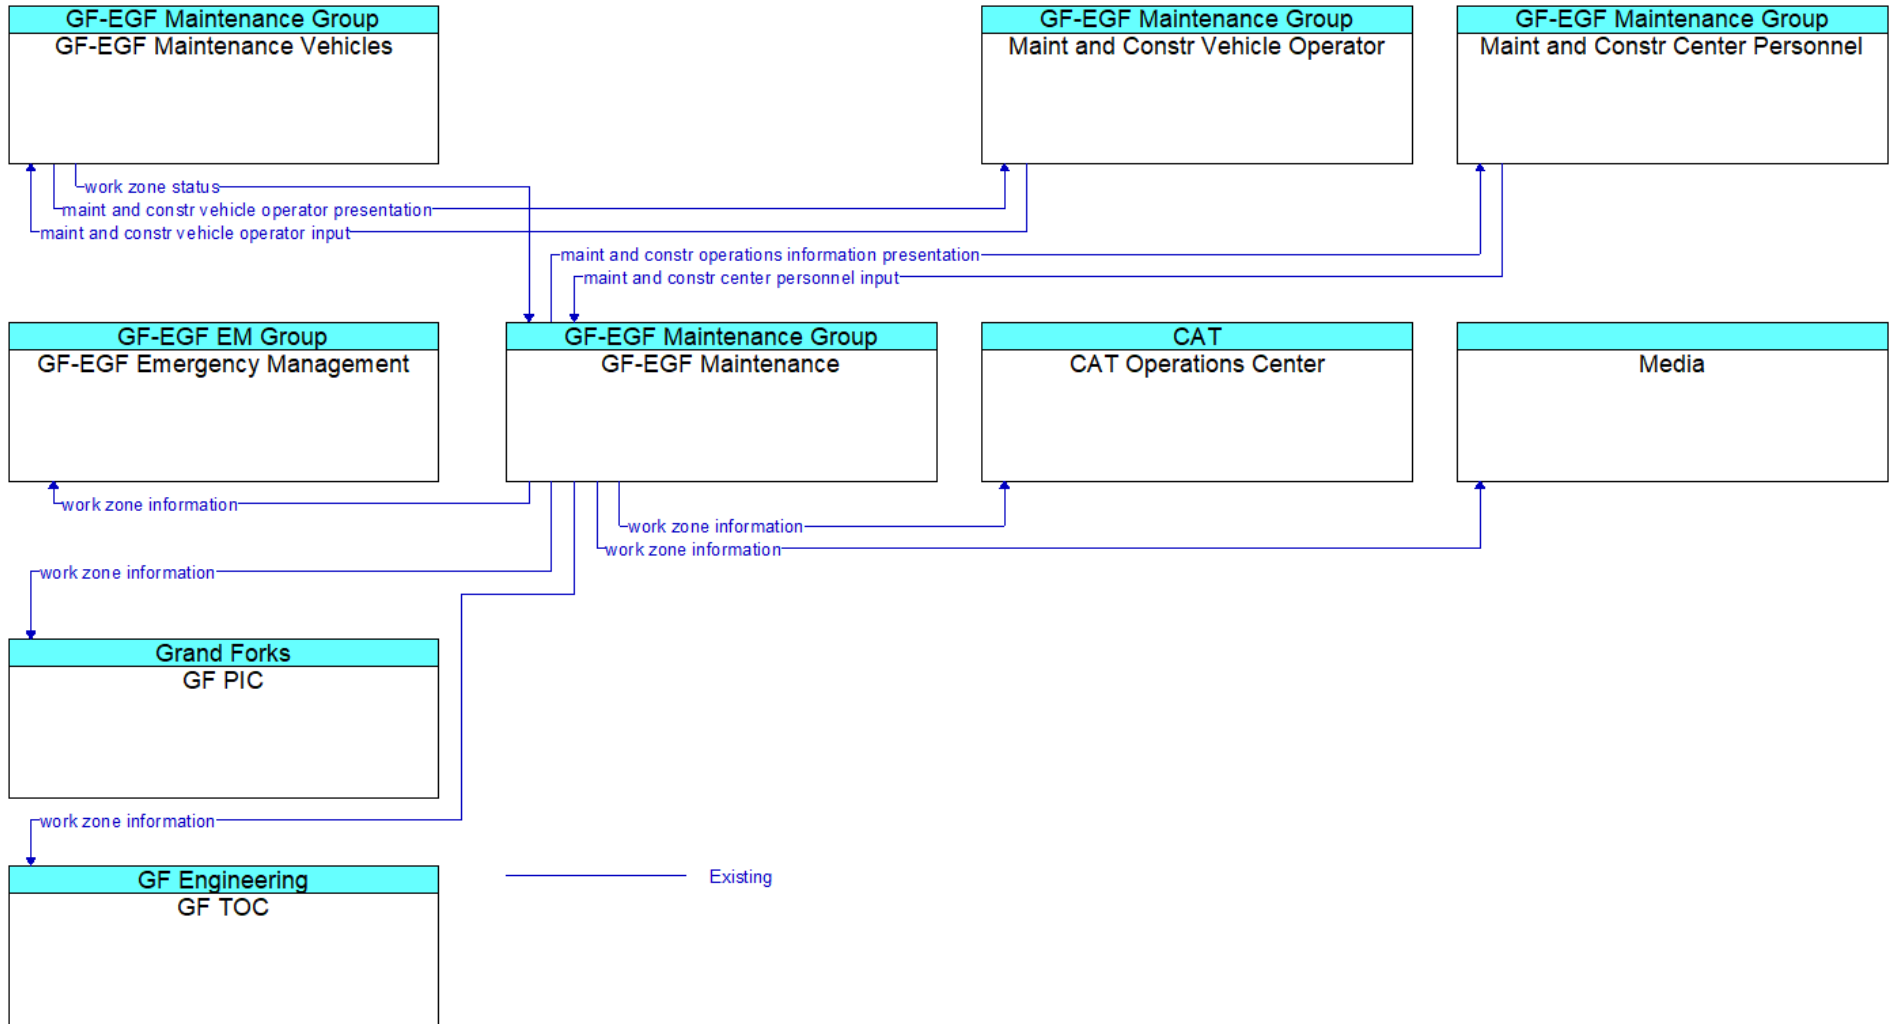 GF-EGF Maintenance Group
GF-EGF Maintenance Vehicles
GF-EGF Maintenance Group
Maint and Constr Vehicle Operator
GF-EGF Maintenance Group
Maint and Constr Center Personnel
work zone status
maint and constr vehicle operator presentation
maint and constr vehicle operator input
maint and constr operations information presentation
maint and constr center personnel input
GF-EGF EM Group
GF-EGF Emergency Management
GF-EGF Maintenance Group
GF-EGF Maintenance
CAT
CAT Operations Center
Media
work zone information
work zone information
work zone information
work zone information
Grand Forks
GF PIC
work zone information
GF Engineering
GF TOC
Existing